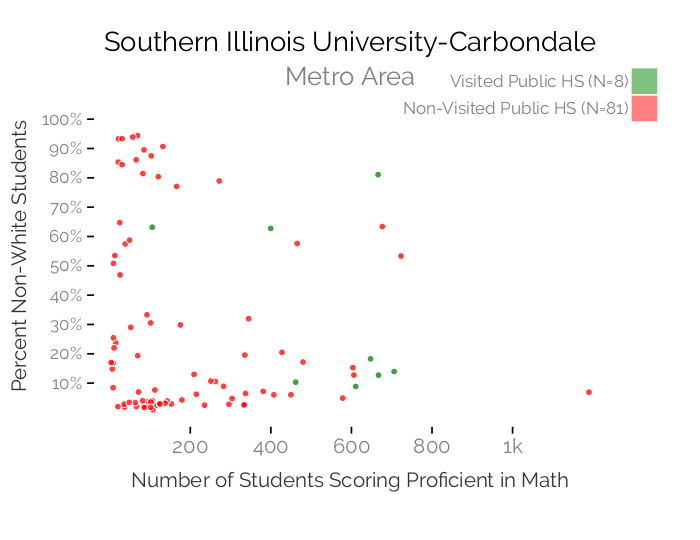 Southern Illinois University-Carbondale
Metro Area
Visited Public HS (N=8)
Non-Visited Public HS (N=81)
Percent Non-White Students
100%
90%
80%
70%
60%
50%
40%
30%
20%
10%
200 400 600 800 1k
Number of Students Scoring Proficient in Math